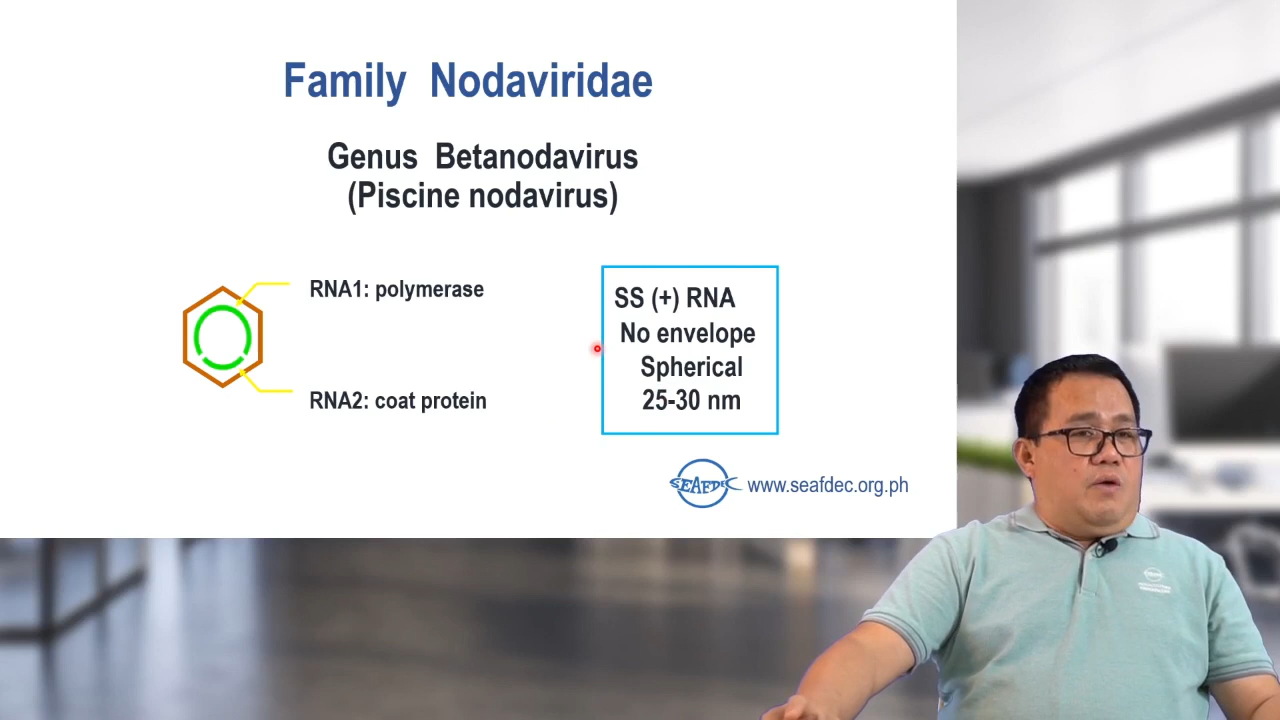 Family Nodaviridae
Genus Betanodavirus
(Piscine nodavirus)
RNA1: polymerase
RNA2: coat protein
SS (+) RNA
No envelope
Spherical
25-30 nm
SEAFDEC www.seafdec.org.ph